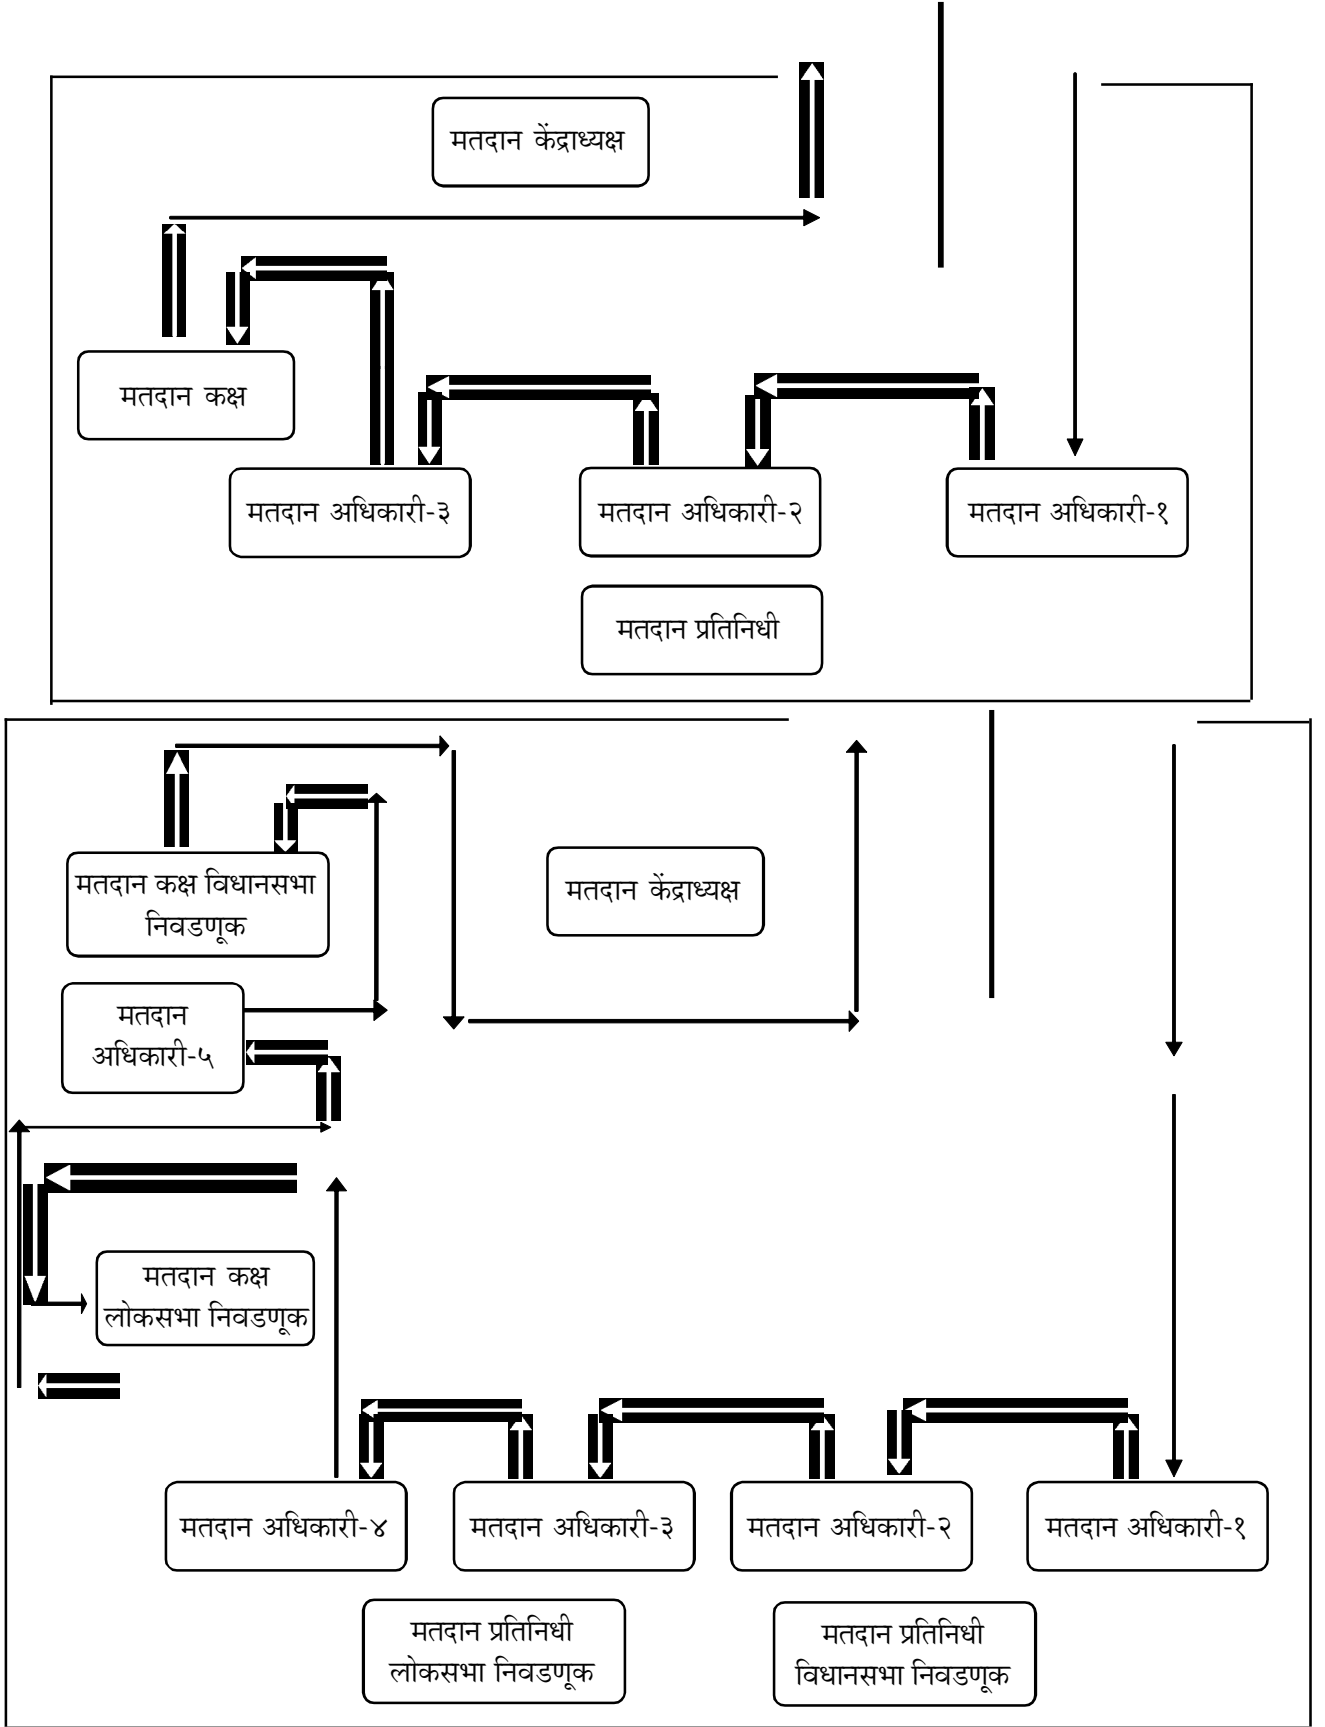 मतदान केंद्राध्यक्ष
मतदान कक्ष
मतदान अधिकारी-३
मतदान अधिकारी-२
मतदान अधिकारी-१
मतदान प्रतिनिधी
मतदान कक्ष विधानसभा
निवडणूक
मतदान केंद्राध्यक्ष
मतदान
अधिकारी-५
मतदान कक्ष
लोकसभा निवडणूक
मतदान अधिकारी-४
मतदान अधिकारी-३
मतदान अधिकारी-२
मतदान अधिकारी-१
मतदान प्रतिनिधी
लोकसभा निवडणूक
मतदान प्रतिनिधी
विधानसभा निवडणूक